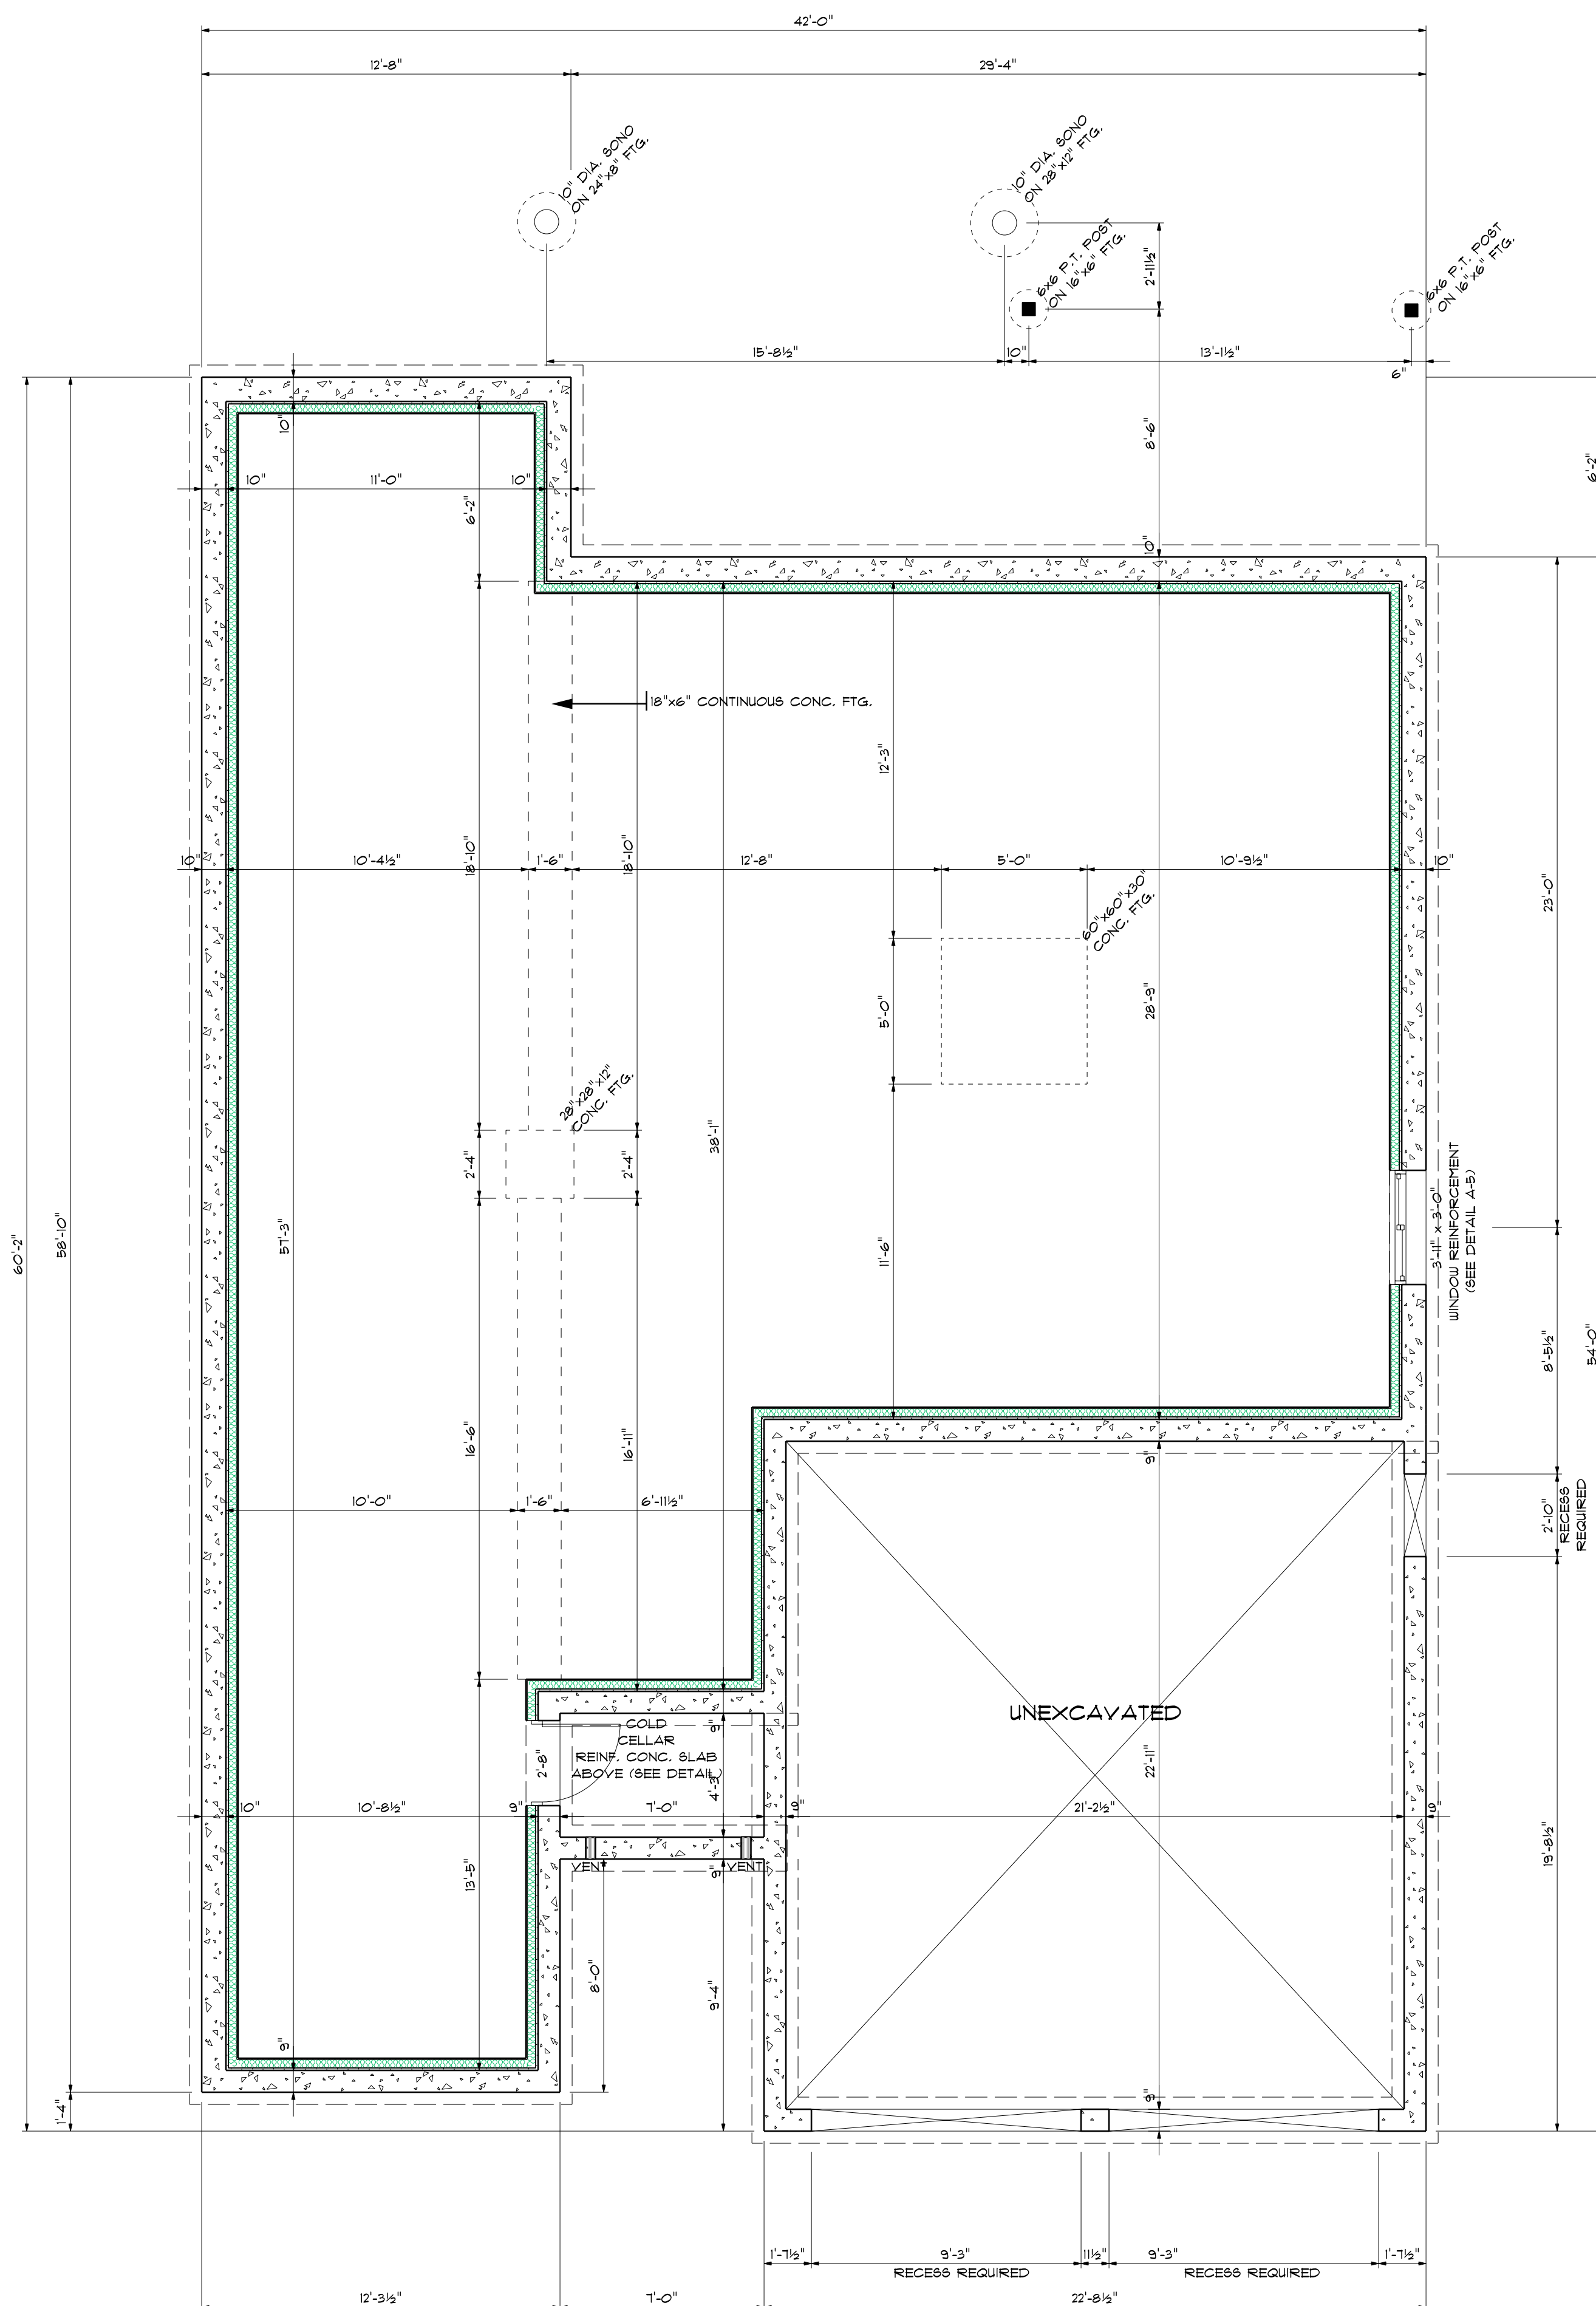 42'-0"
12'-8"
29'-4"
10" DIA. SONO
ON 24"x8" FTG.
10" DIA. SONO
ON 28"x12" FTG.
6x6 P.T. POST
ON 16"x6" FTG.
2'-11½"
6x6 P.T. POST
ON 16"x6" FTG.
15'-8½"
10"
13'-1½"
6"
10"
8'-6"
6'-2"
10"
11'-0"
10"
6'-2"
10"
18"x6" CONTINUOUS CONC. FTG.
12'-3"
10"
10'-4½"
1'-6"
12'-8"
5'-0"
10'-9½"
10"
18'-10"
18'-10"
23'-0"
60"x60"x30"
CONC. FTG.
5'-0"
28'-9"
28"x28"x12"
CONC. FTG.
38'-1"
2'-4"
2'-4"
60'-2"
58'-10"
57'-3"
11'-6"
3'-11" x 3'-0"
WINDOW REINFORCEMENT
(SEE DETAIL A-5)
8'-5½"
54'-0"
16'-6"
16'-11"
9"
10'-0"
1'-6"
6'-11½"
2'-10"
RECESS
REQUIRED
UNEXCAVATED
COLD
CELLAR
REINF. CONC. SLAB
ABOVE (SEE DETAIL)
9"
2'-8"
4'-3"
22'-11"
10"
10'-8½"
9"
7'-0"
9"
21'-2½"
9"
VENT
VENT
9"
13'-5"
19'-8½"
8'-0"
9'-4"
9"
9"
1'-4"
1'-7½"
9'-3"
11½"
9'-3"
1'-7½"
RECESS REQUIRED
RECESS REQUIRED
12'-3½"
7'-0"
22'-8½"